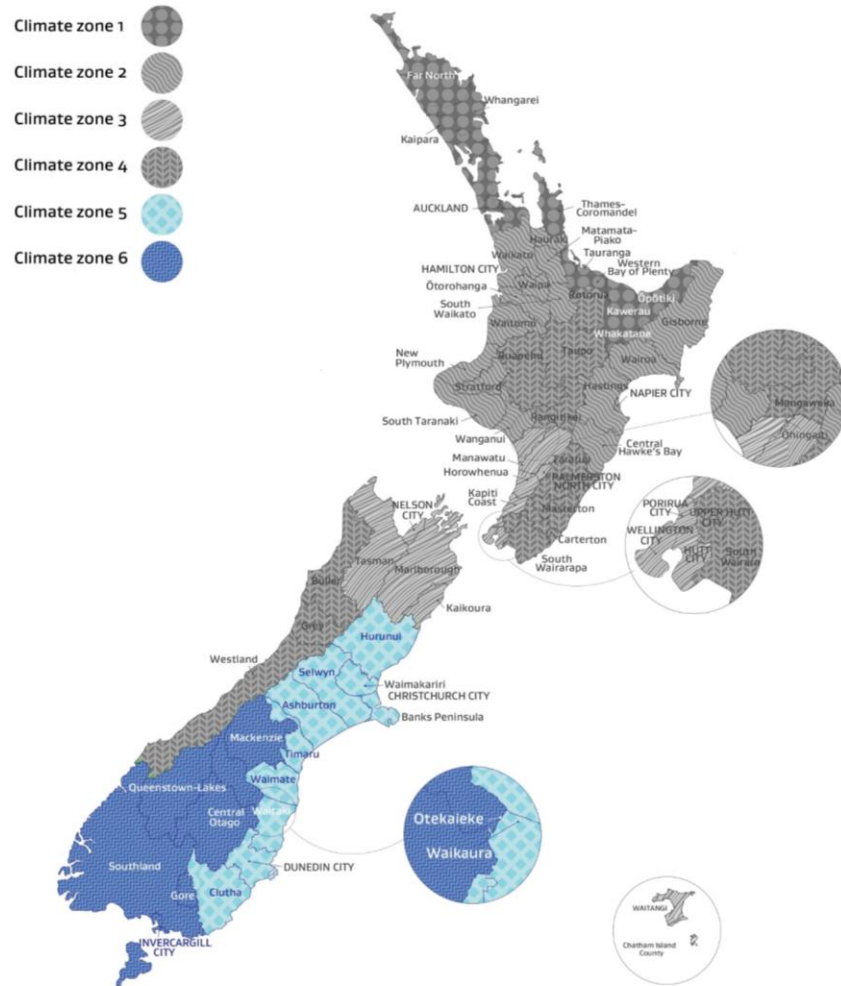 Climate zone 1
Climate zone 2
Climate zone 3
Climate zone 4
Climate zone 5
Climate zone 6
Far North
Whangarei
Kaipara
AUCKLAND
Thames-
Coromandel
Hauraki
Matamata-
Piako
Waikato
Tauranga
Western
Bay of Plenty
HAMILTON CITY
Waipa
Ōtorohanga
Rotorua
Ōpōtiki
South
Waikato
Kawerau
Gisborne
Waitomo
Whakatane
New
Plymouth
Ruapehu
Taupo
Wairoa
Stratford
Hastings
NAPIER CITY
South Taranaki
Rangitikei
Wanganui
Central
Hawke's Bay
Manawatu
Tararua
Horowhenua
PALMERSTON
NORTH CITY
Kapiti
Coast
Masterton
Carterton
South
Wairarapa
Mangaweka
Ohingaiti
PORIRUA
CITY
UPPER HUTT
CITY
WELLINGTON
CITY
HUTT
CITY
South
Wairara
NELSON
CITY
Tasman
Marlborough
Buller
Kaikoura
Grey
Hurunui
Westland
Selwyn
Waimakariri
CHRISTCHURCH CITY
Ashburton
Banks Peninsula
Mackenzie
Timaru
Waimate
Queenstown-Lakes
Waitaki
Central
Otago
Otekaieke
Waikaura
Southland
DUNEDIN CITY
Gore
Clutha
INVERCARGILL
CITY
WAITANGI
Chatham Island
County